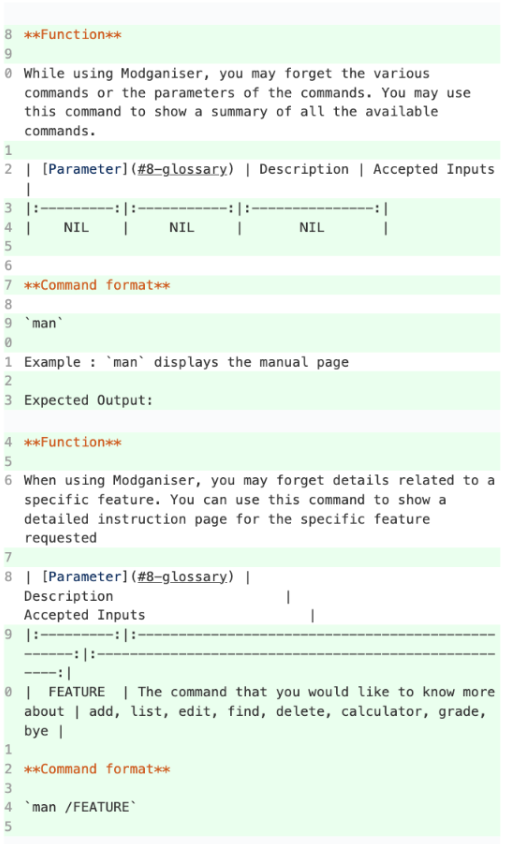 8 **Function**
9
0 While using Modganiser, you may forget the various
commands or the parameters of the commands. You may use
this command to show a summary of all the available
commands.
1
2 | [Parameter](#8-glossary) | Description | Accepted Inputs
|
3 |:---------:|:-----------:|:---------------:|
4 |    NIL    |     NIL     |       NIL       |
5
6
7 **Command format**
8
9 `man`
0
1 Example : `man` displays the manual page
2
3 Expected Output:
4 **Function**
5
6 When using Modganiser, you may forget details related to a
specific feature. You can use this command to show a
detailed instruction page for the specific feature
requested
7
8 | [Parameter](#8-glossary) |
Description                     |
Accepted Inputs                    |
9 |:---------:|:--------------------------------------------
------:|:-------------------------------------------------
----:|
0 |  FEATURE  | The command that you would like to know more
about | add, list, edit, find, delete, calculator, grade,
bye |
1
2 **Command format**
3
4 `man /FEATURE`
5